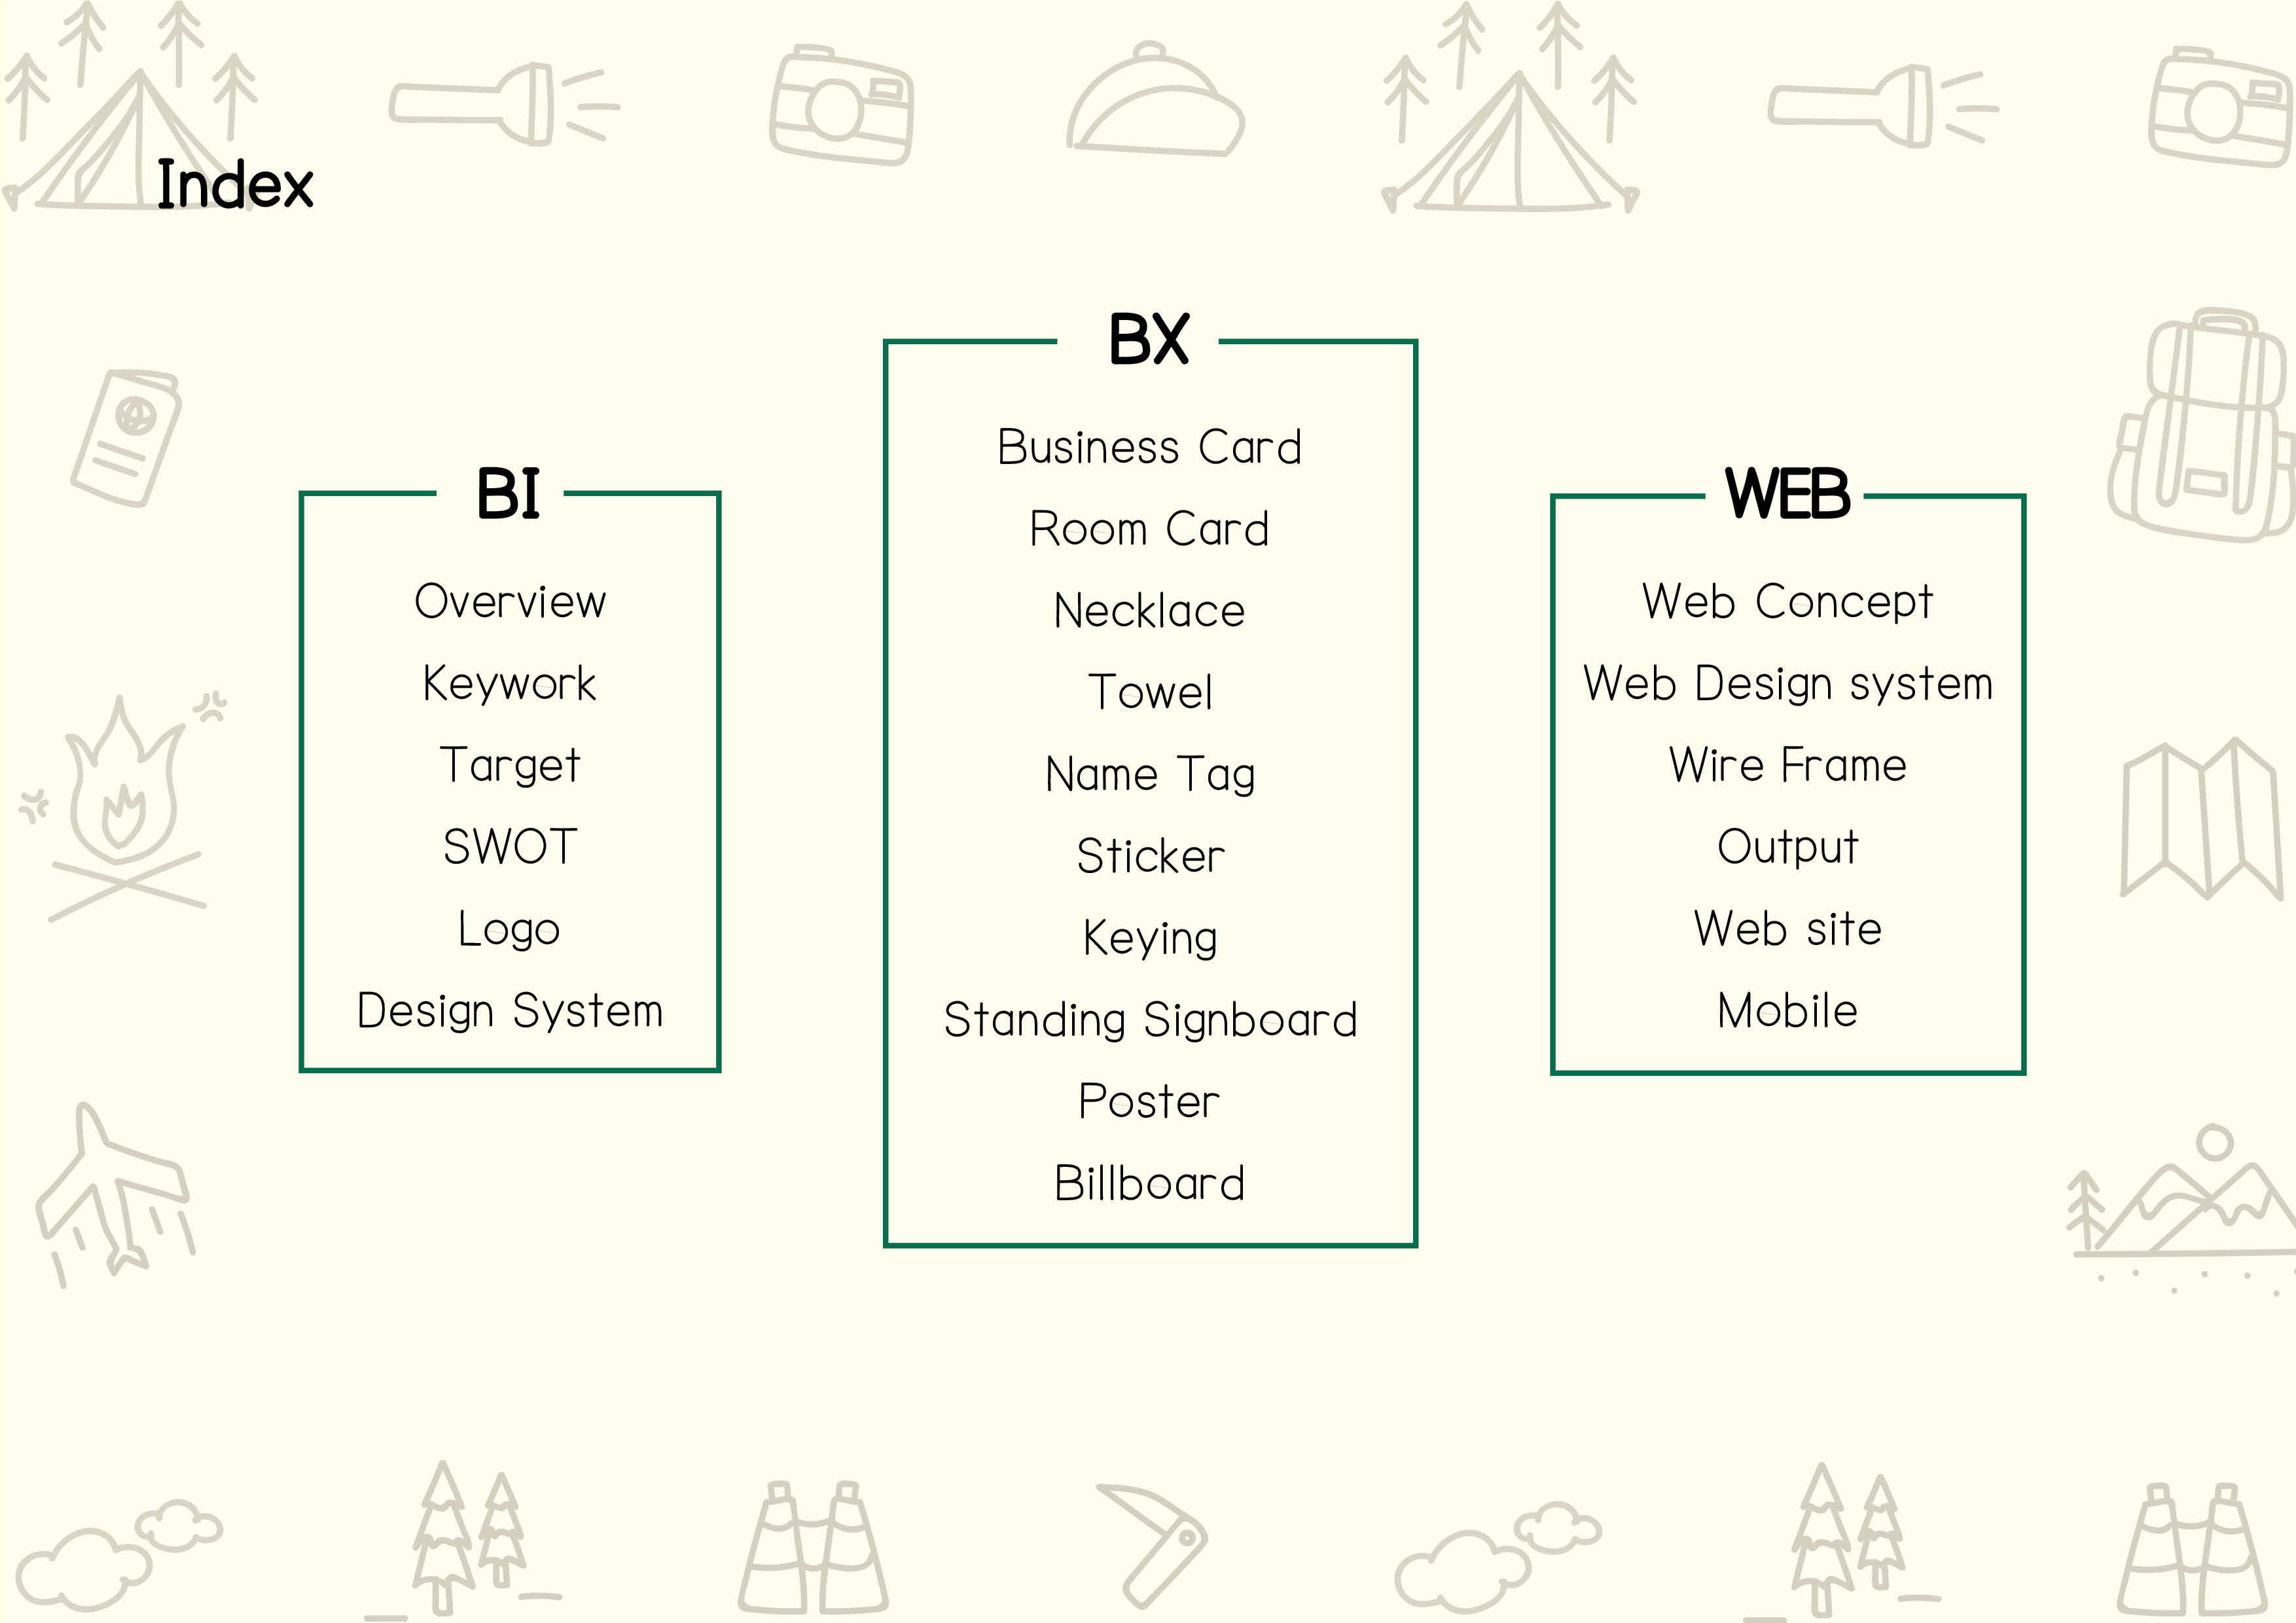 Index
BI
Overview
Keywork
Target
SWOT
Logo
Design System
BX
Business Card
Room Card
Necklace
Towel
Name Tag
Sticker
Keying
Standing Signboard
Poster
Billboard
WEB
Web Concept
Web Design system
Wire Frame
Output
Web site
Mobile